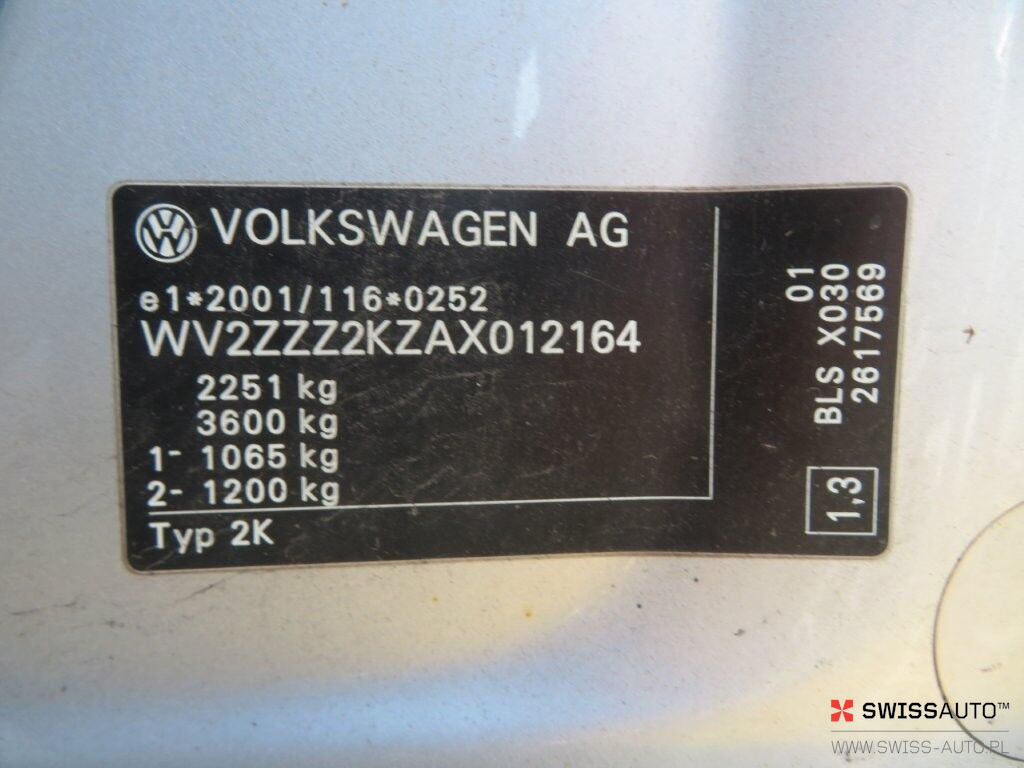 VOLKSWAGEN AG
e1*2001/116*0252
WV2ZZZ2KZAX012164
2251 kg
3600 kg
1- 1065 kg
2- 1200 kg
Typ 2K
01
BLS X030
2617569
1,3
SWISSAUTO™
WWW.SWISS-AUTO.PL